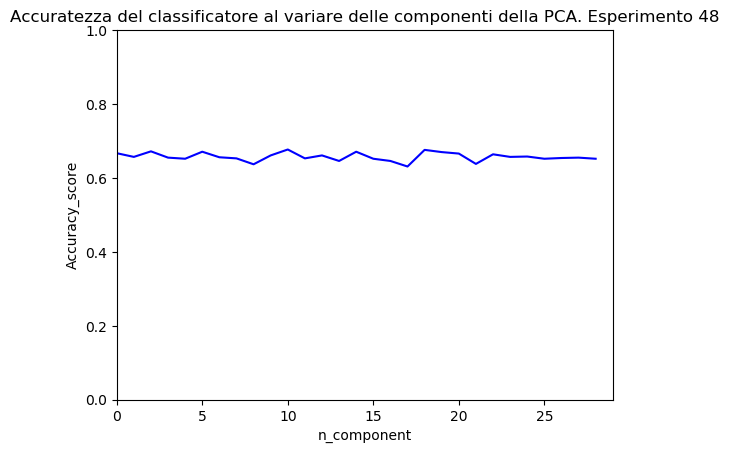 Accuratezza del classificatore al variare delle componenti della PCA. Esperimento 48
1.0
0.8
0.6
0.4
0.2
0.0
Accuracy_score
0 5 10 15 20 25
n_component